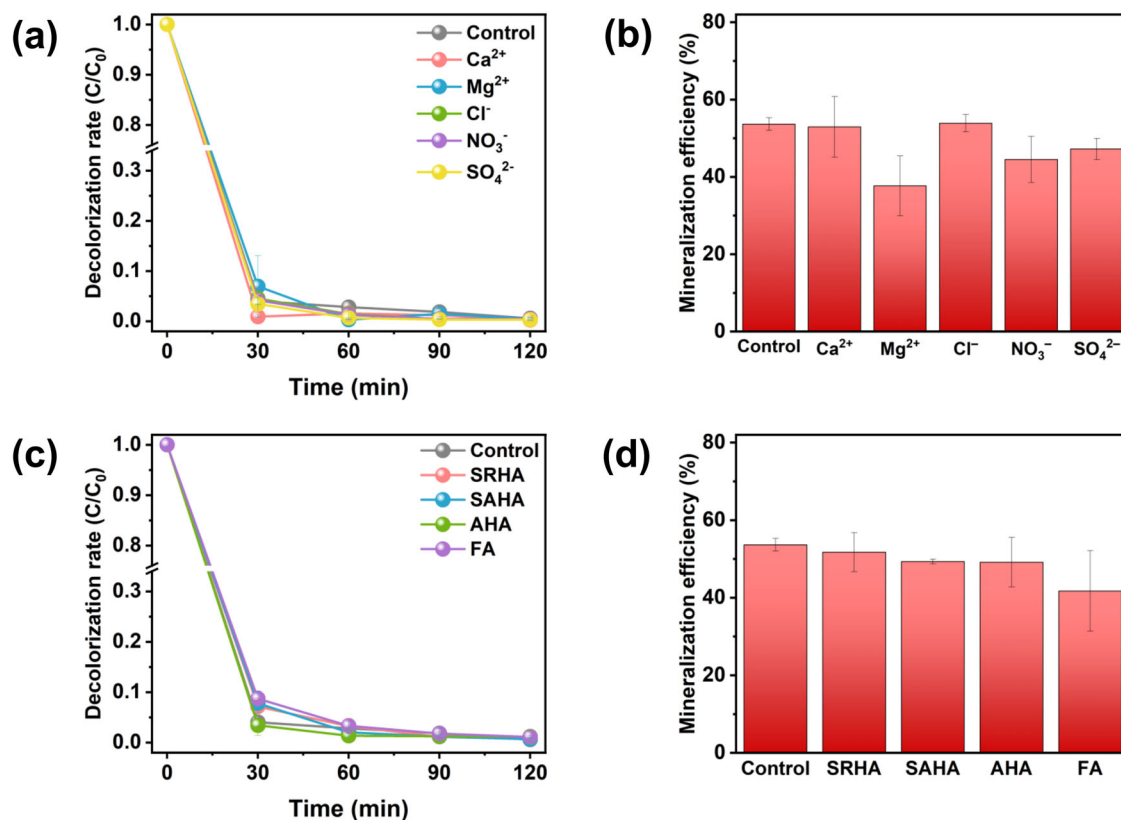 (a)
Decolorization rate (C/C₀)
1.0
0.9
0.8
0.3
0.2
0.1
0.0
0 30 60 90 120
Time (min)
Control
Ca²⁺
Mg²⁺
Cl⁻
NO₃⁻
SO₄²⁻
(b)
Mineralization efficiency (%)
80
60
40
20
0
Control Ca²⁺ Mg²⁺ Cl⁻ NO₃⁻ SO₄²⁻
(c)
Decolorization rate (C/C₀)
1.0
0.9
0.8
0.3
0.2
0.1
0.0
0 30 60 90 120
Time (min)
Control
SRHA
SAHA
AHA
FA
(d)
Mineralization efficiency (%)
80
60
40
20
0
Control SRHA SAHA AHA FA